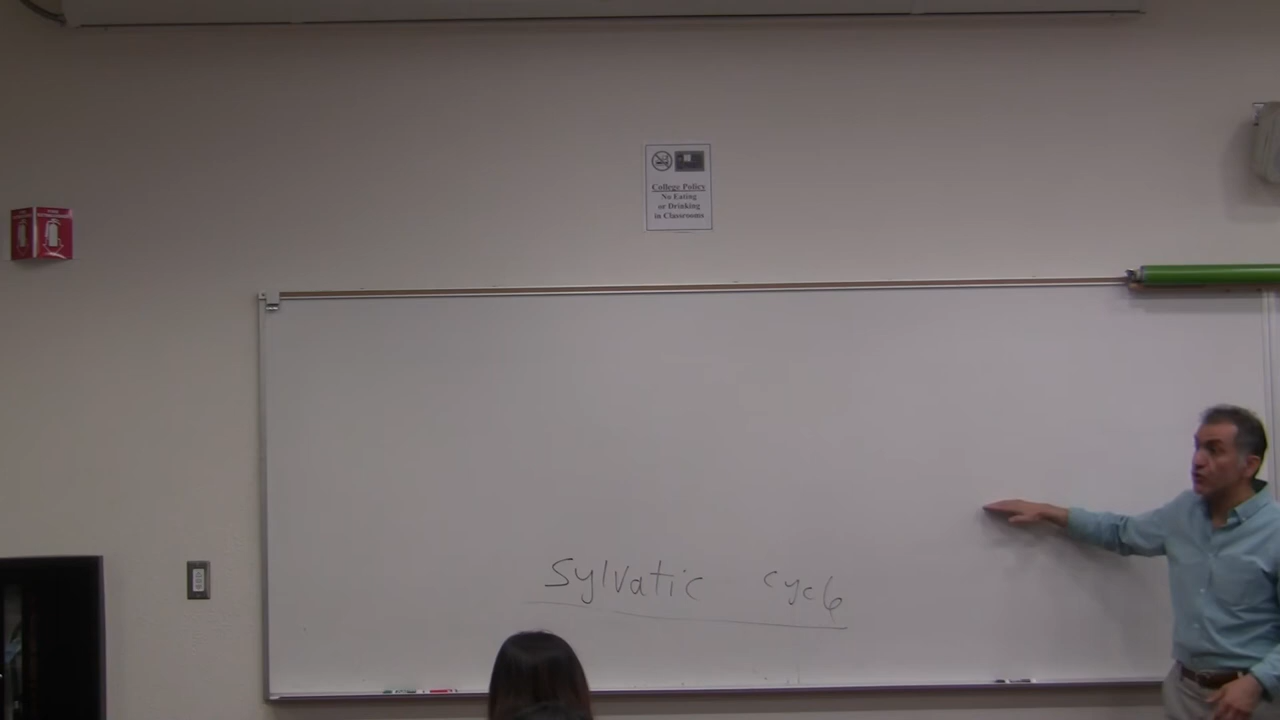 College Policy
No Eating
or Drinking
in Classrooms
Sylvatic cycle